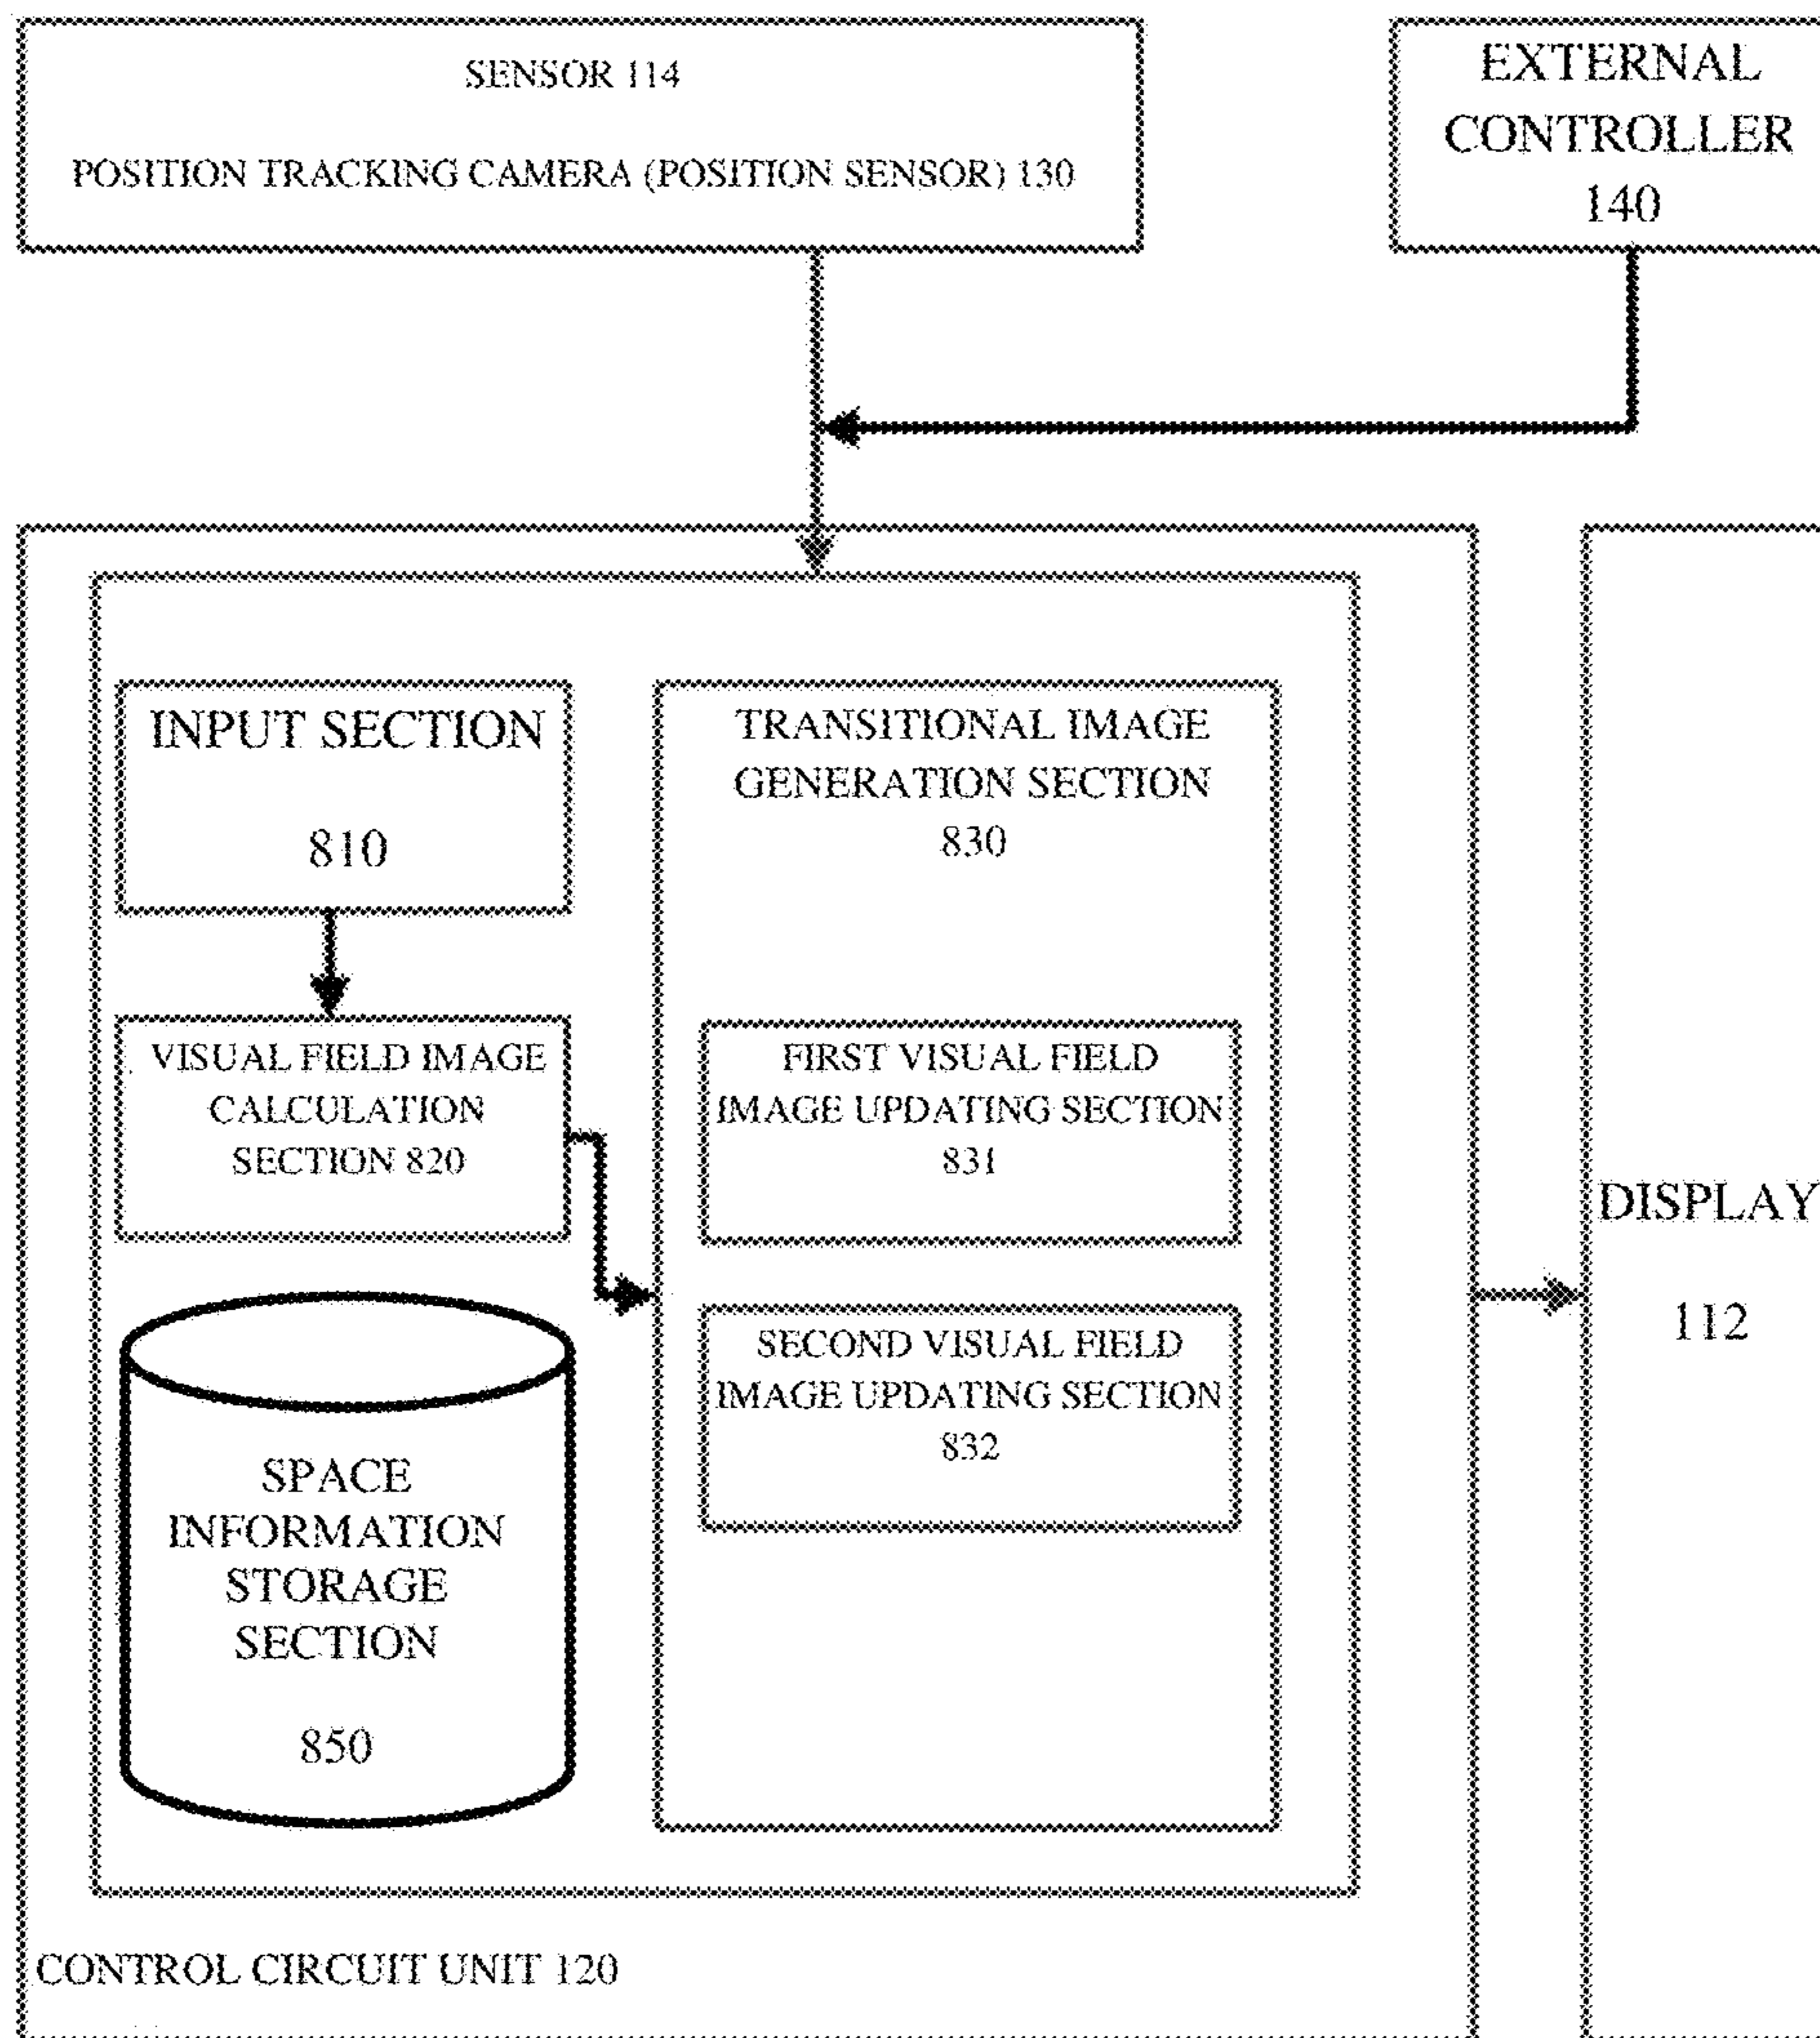 SENSOR 114
POSITION TRACKING CAMERA (POSITION SENSOR) 130
EXTERNAL
CONTROLLER
140
INPUT SECTION
810
VISUAL FIELD IMAGE
CALCULATION
SECTION 820
SPACE
INFORMATION
STORAGE
SECTION
850
TRANSITIONAL IMAGE
GENERATION SECTION
830
FIRST VISUAL FIELD
IMAGE UPDATING SECTION
831
SECOND VISUAL FIELD
IMAGE UPDATING SECTION
832
DISPLAY
112
CONTROL CIRCUIT UNIT 120